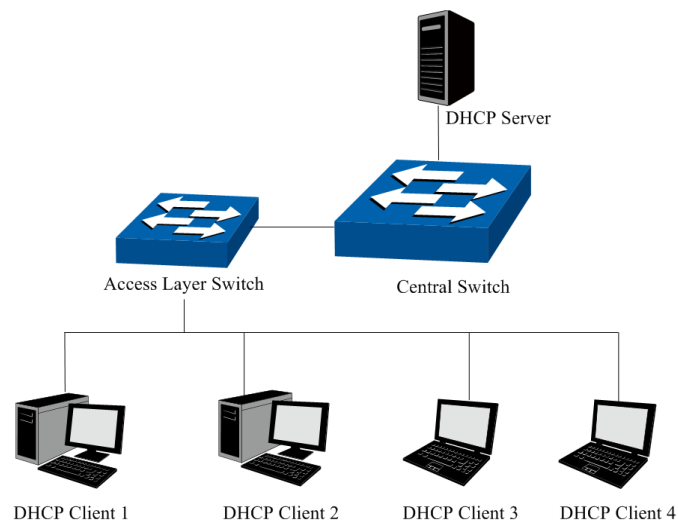 DHCP Server
Access Layer Switch
Central Switch
DHCP Client 1
DHCP Client 2
DHCP Client 3
DHCP Client 4